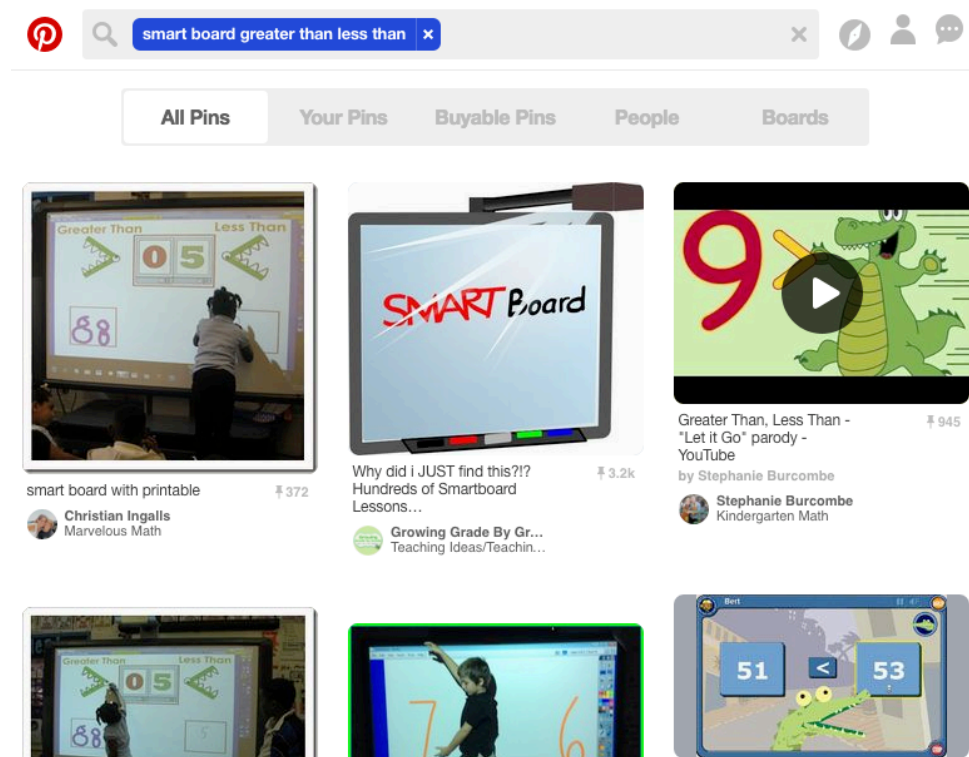 smart board greater than less than ×
All Pins
Your Pins
Buyable Pins
People
Boards
Greater Than
Less Than
0 5
88
smart board with printable
372
Christian Ingalls
Marvelous Math
SMART Board
Why did i JUST find this?!?
Hundreds of Smartboard
Lessons…
3.2k
Growing Grade By Gr...
Teaching Ideas/Teachin...
9
Greater Than, Less Than -
"Let it Go" parody -
YouTube
945
by Stephanie Burcombe
Stephanie Burcombe
Kindergarten Math
Greater Than
Less Than
0 5
88
5
7 6
Bert
51 < 53